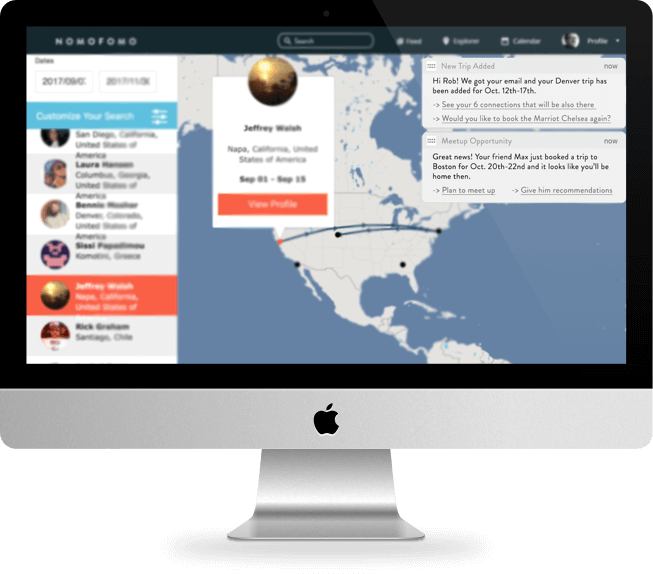 NOMOFOMO
Search
Feed
Explorer
Calendar
Profile
Dates
2017/09/0
2017/11/30
Customize Your Search
San Diego, California,
United States of
America
Laura Hansen
Columbus, Georgia,
United States of
America
Bennie Hooker
Denver, Colorado,
United States of
America
Sissi Papadimou
Komotini, Greece
Jeffrey Walsh
Napa, California,
United States of
Rick Graham
Santiago, Chile
Jeffrey Walsh
Napa, California, United
States of America
Sep 01 - Sep 15
View Profile
New Trip Added now
Hi Rob! We got your email and your Denver trip has
been added for Oct. 12th-17th.
-> See your 6 connections that will be also there
-> Would you like to book the Marriot Chelsea again?
Meetup Opportunity now
Great news! Your friend Max just booked a trip to
Boston for Oct. 20th-22nd and it looks like you'll be
home then.
-> Plan to meet up -> Give him recommendations